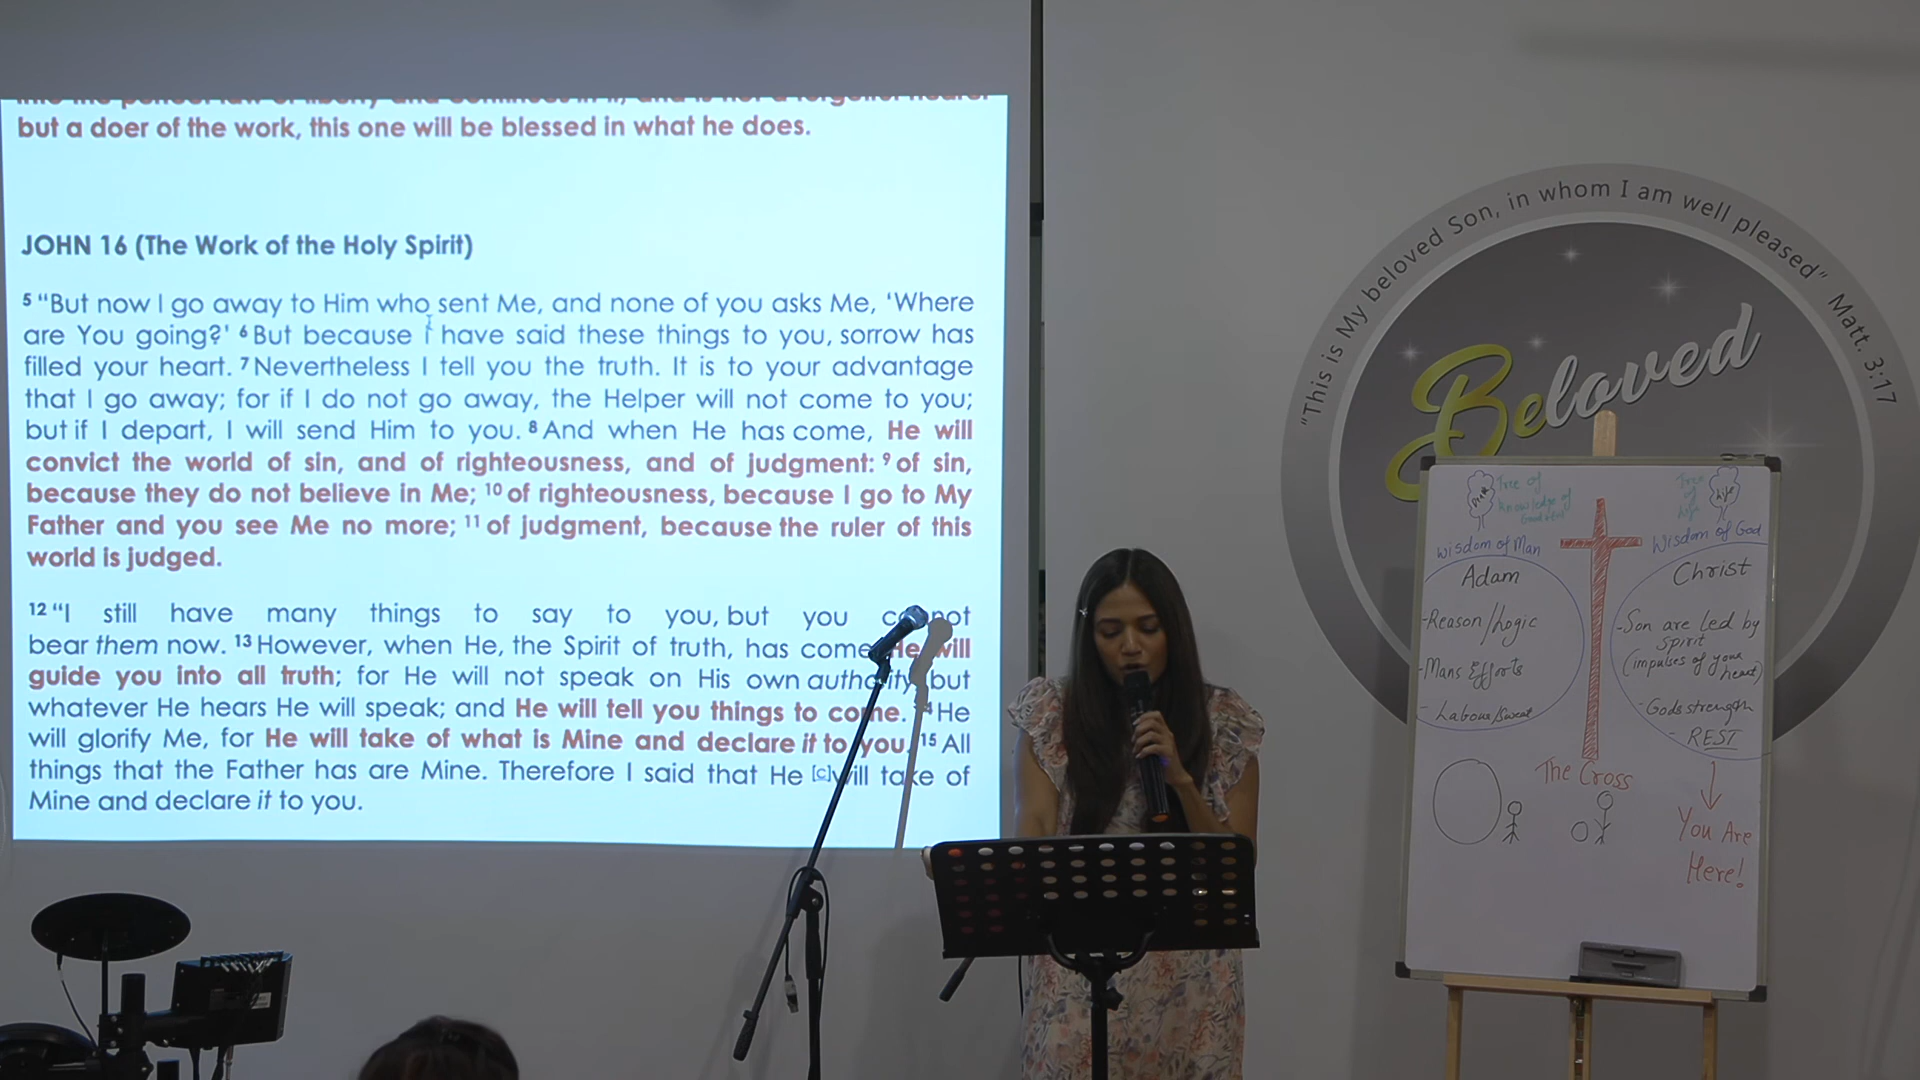 but a doer of the work, this one will be blessed in what he does.
JOHN 16 (The Work of the Holy Spirit)
5 “But now I go away to Him who sent Me, and none of you asks Me, ‘Where
are You going?’ 6 But because I have said these things to you, sorrow has
filled your heart. 7 Nevertheless I tell you the truth. It is to your advantage
that I go away; for if I do not go away, the Helper will not come to you;
but if I depart, I will send Him to you. 8 And when He has come, He will
convict the world of sin, and of righteousness, and of judgment: 9 of sin,
because they do not believe in Me; 10 of righteousness, because I go to My
Father and you see Me no more; 11 of judgment, because the ruler of this
world is judged.
12 “I still have many things to say to you, but you cannot
bear them now. 13 However, when He, the Spirit of truth, has come, He will
guide you into all truth; for He will not speak on His own authority, but
whatever He hears He will speak; and He will tell you things to come. 14 He
will glorify Me, for He will take of what is Mine and declare it to you. 15 All
things that the Father has are Mine. Therefore I said that He [c]will take of
Mine and declare it to you.
“This is My beloved Son, in whom I am well pleased” Matt. 3:17
Beloved
Tree of
knowledge of
Tree
of
life
Life
Wisdom of Man
Adam
-Reason/Logic
-Mans Efforts
- Labour/Sweat
The Cross
Wisdom of God
Christ
-Son are led by
spirit
(impulses of your
heart)
- Gods strength
- REST
You Are
Here!